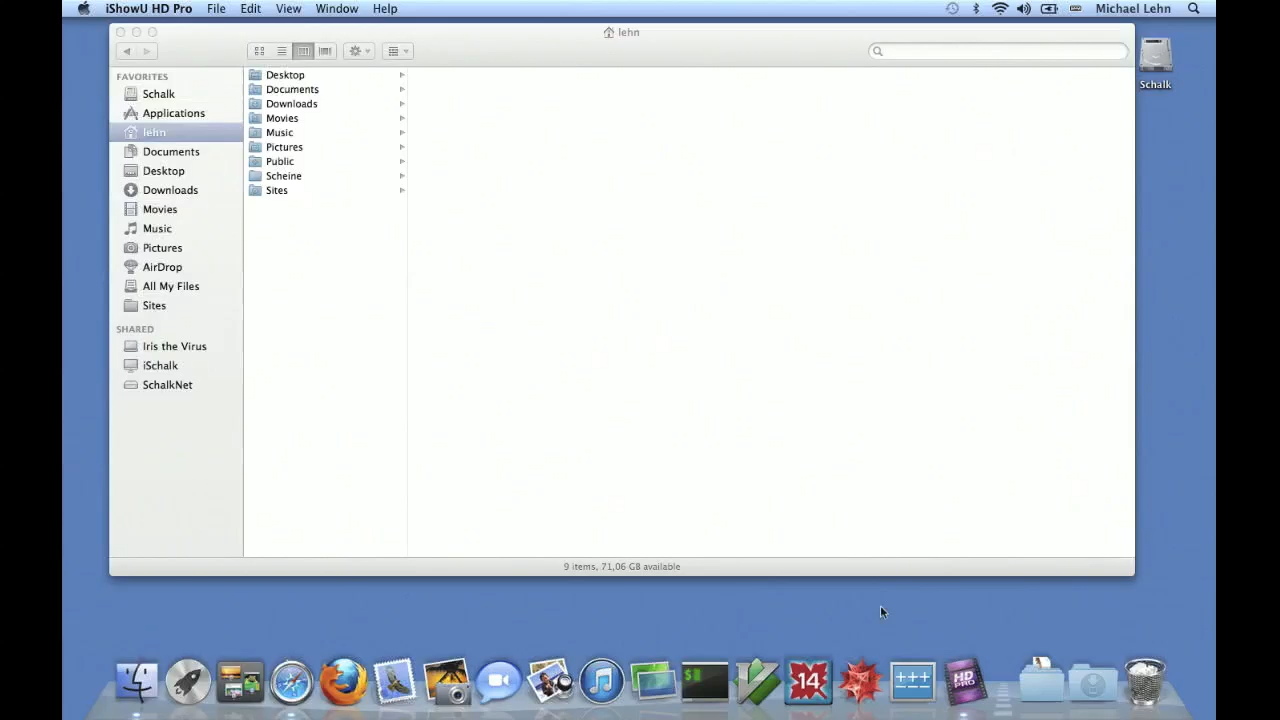 iShowU HD Pro File Edit View Window Help Michael Lehn
lehn
FAVORITES
Schalk
Applications
lehn
Documents
Desktop
Downloads
Movies
Music
Pictures
AirDrop
All My Files
Sites
SHARED
Iris the Virus
iSchalk
SchalkNet
Desktop
Documents
Downloads
Movies
Music
Pictures
Public
Scheine
Sites
9 items, 71,06 GB available
Schalk
$
14
+++
HD
PRO